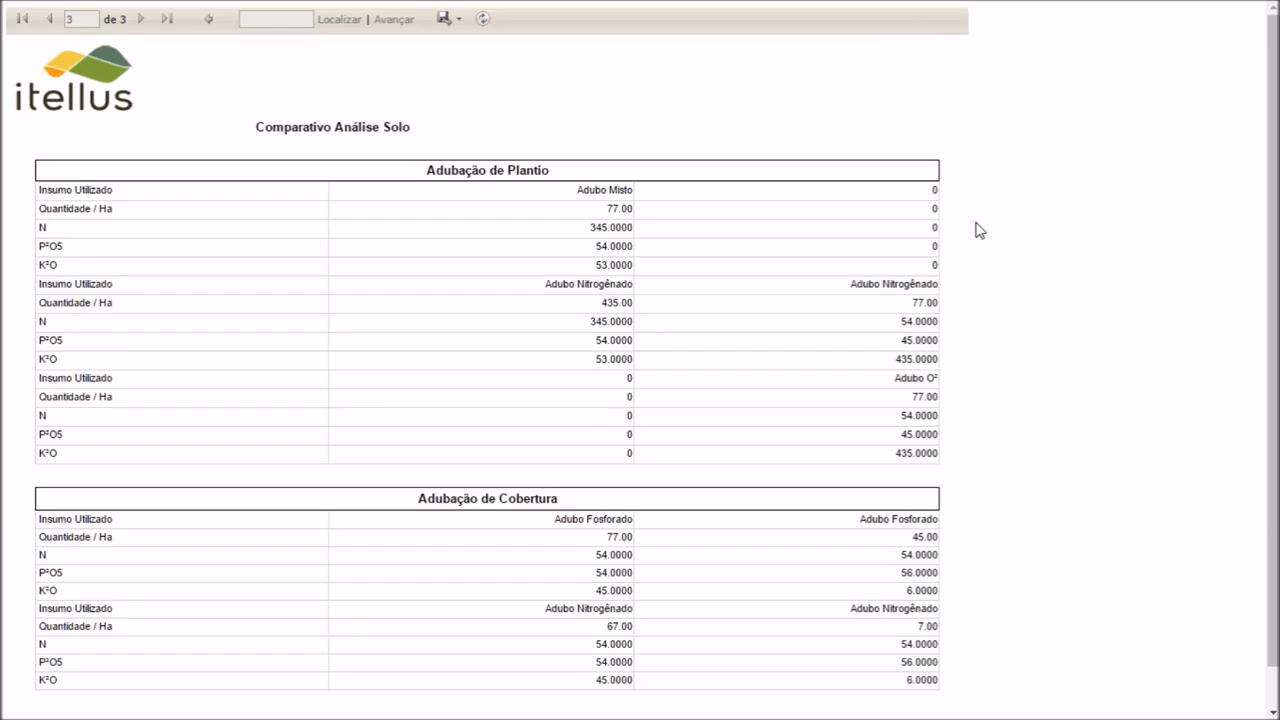 3 de 3 Localizar | Avançar
itellus
Comparativo Análise Solo
Adubação de Plantio
Insumo Utilizado Adubo Misto 0
Quantidade / Ha 77.00 0
N 345.0000 0
P²O5 54.0000 0
K²O 53.0000 0
Insumo Utilizado Adubo Nitrogênado Adubo Nitrogênado
Quantidade / Ha 435.00 77.00
N 345.0000 54.0000
P²O5 54.0000 45.0000
K²O 53.0000 435.0000
Insumo Utilizado 0 Adubo O²
Quantidade / Ha 0 77.00
N 0 54.0000
P²O5 0 45.0000
K²O 0 435.0000
Adubação de Cobertura
Insumo Utilizado Adubo Fosforado Adubo Fosforado
Quantidade / Ha 77.00 45.00
N 54.0000 54.0000
P²O5 54.0000 56.0000
K²O 45.0000 6.0000
Insumo Utilizado Adubo Nitrogênado Adubo Nitrogênado
Quantidade / Ha 67.00 7.00
N 54.0000 54.0000
P²O5 54.0000 56.0000
K²O 45.0000 6.0000